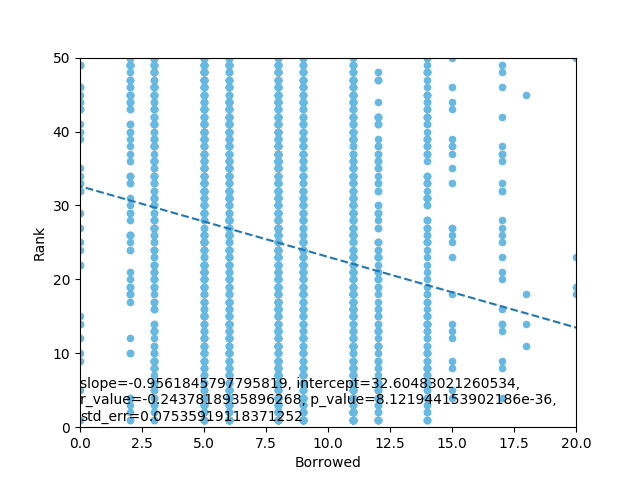 50
40
30
20
10
0
Rank
slope=-0.9561845797795819, intercept=32.60483021260534,
r_value=-0.2437818935896268, p_value=8.121944153902186e-36,
std_err=0.07535919118371252
0.0 2.5 5.0 7.5 10.0 12.5 15.0 17.5 20.0
Borrowed